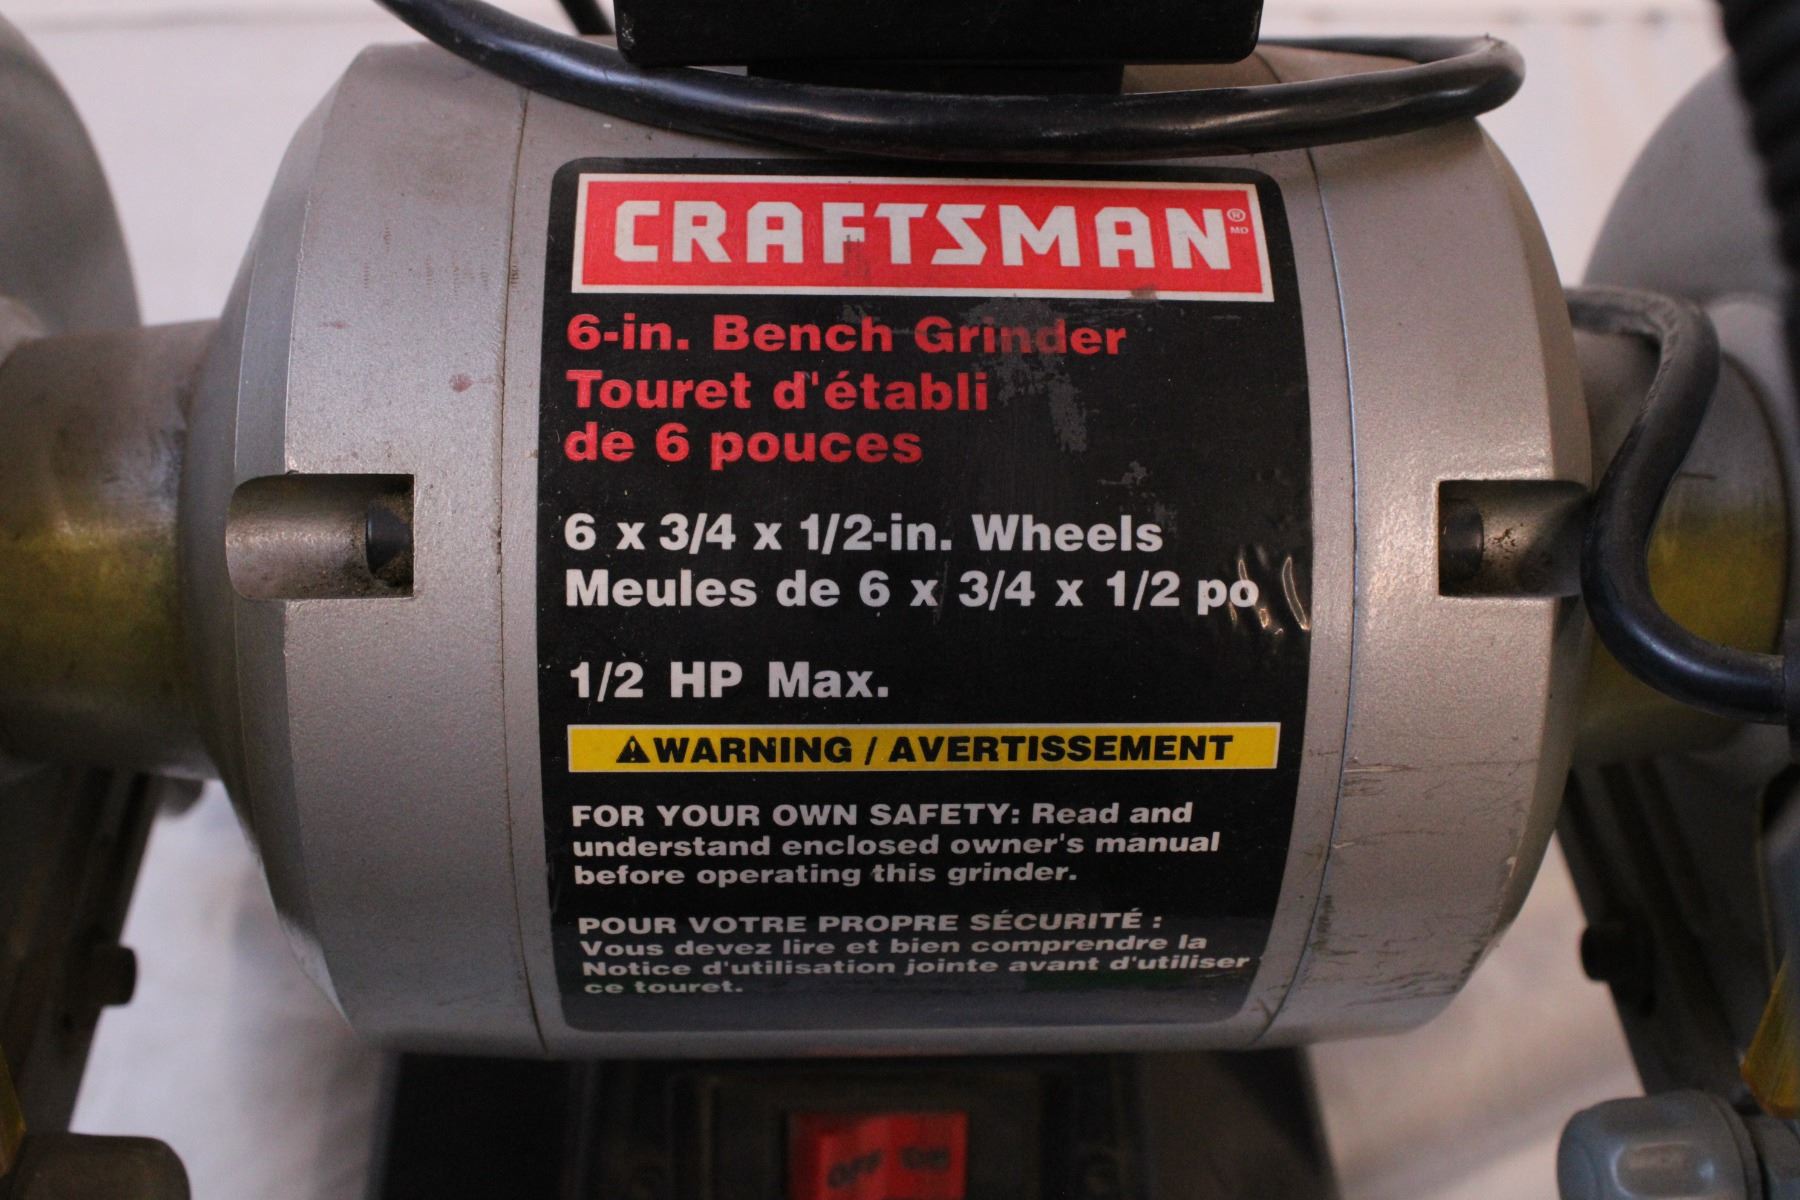 CRAFTSMAN® MD
6-in. Bench Grinder
Touret d'établi
de 6 pouces
6 x 3/4 x 1/2-in. Wheels
Meules de 6 x 3/4 x 1/2 po
1/2 HP Max.
⚠WARNING / AVERTISSEMENT
FOR YOUR OWN SAFETY: Read and
understand enclosed owner's manual
before operating this grinder.
POUR VOTRE PROPRE SÉCURITÉ :
Vous devez lire et bien comprendre la
Notice d'utilisation jointe avant d'utiliser
ce touret.
OFF ON